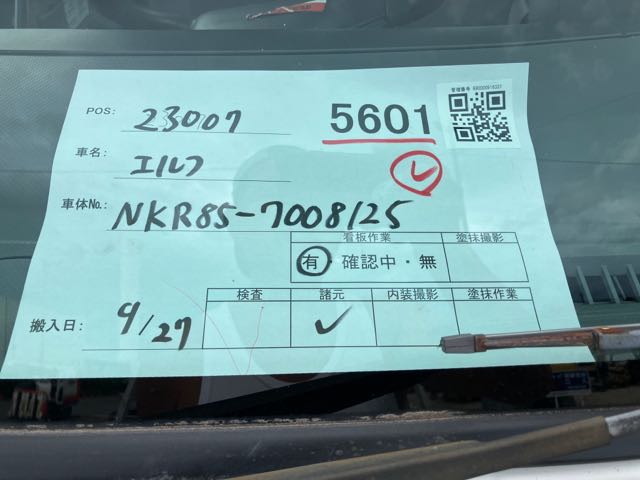 管理番号
POS: 23007 5601
車名: エルフ
車体No.: NKR85-7008125
看板作業 塗抹撮影
有・確認中・無
検査 諸元 内装撮影 塗抹作業
搬入日: 9/27 ✓